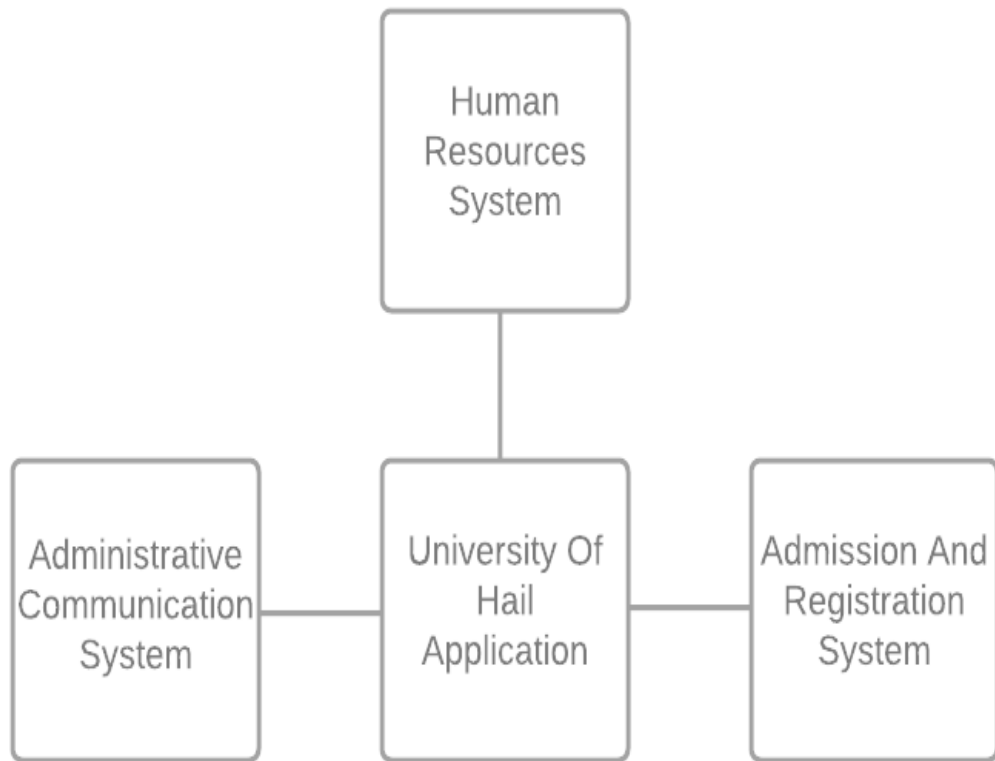 Human
Resources
System
Administrative
Communication
System
University Of
Hail
Application
Admission And
Registration
System